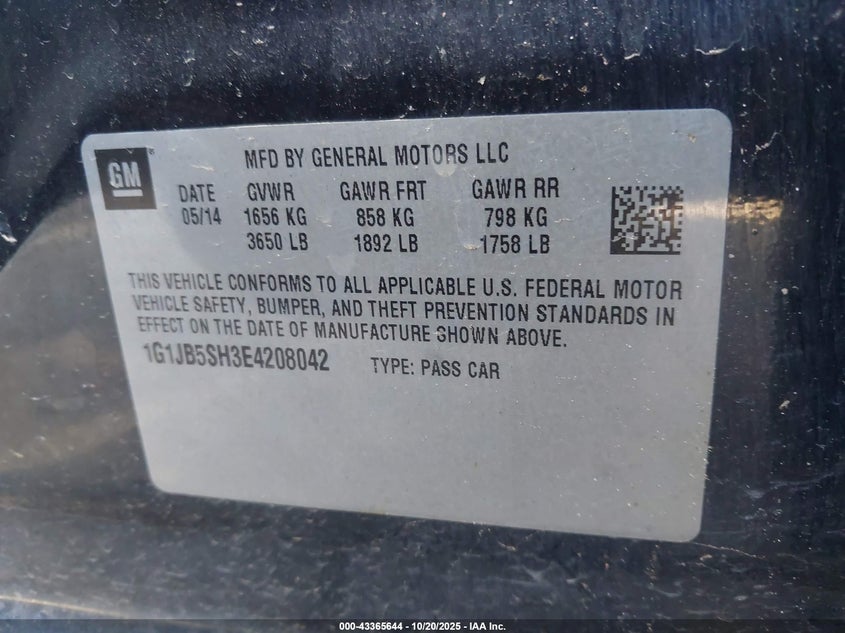 GM
MFD BY GENERAL MOTORS LLC
DATE GVWR GAWR FRT GAWR RR
05/14 1656 KG 858 KG 798 KG
3650 LB 1892 LB 1758 LB
THIS VEHICLE CONFORMS TO ALL APPLICABLE U.S. FEDERAL MOTOR
VEHICLE SAFETY, BUMPER, AND THEFT PREVENTION STANDARDS IN
EFFECT ON THE DATE OF MANUFACTURE SHOWN ABOVE.
1G1JB5SH3E4208042 TYPE: PASS CAR
000-43365644 - 10/20/2025 - IAA Inc.